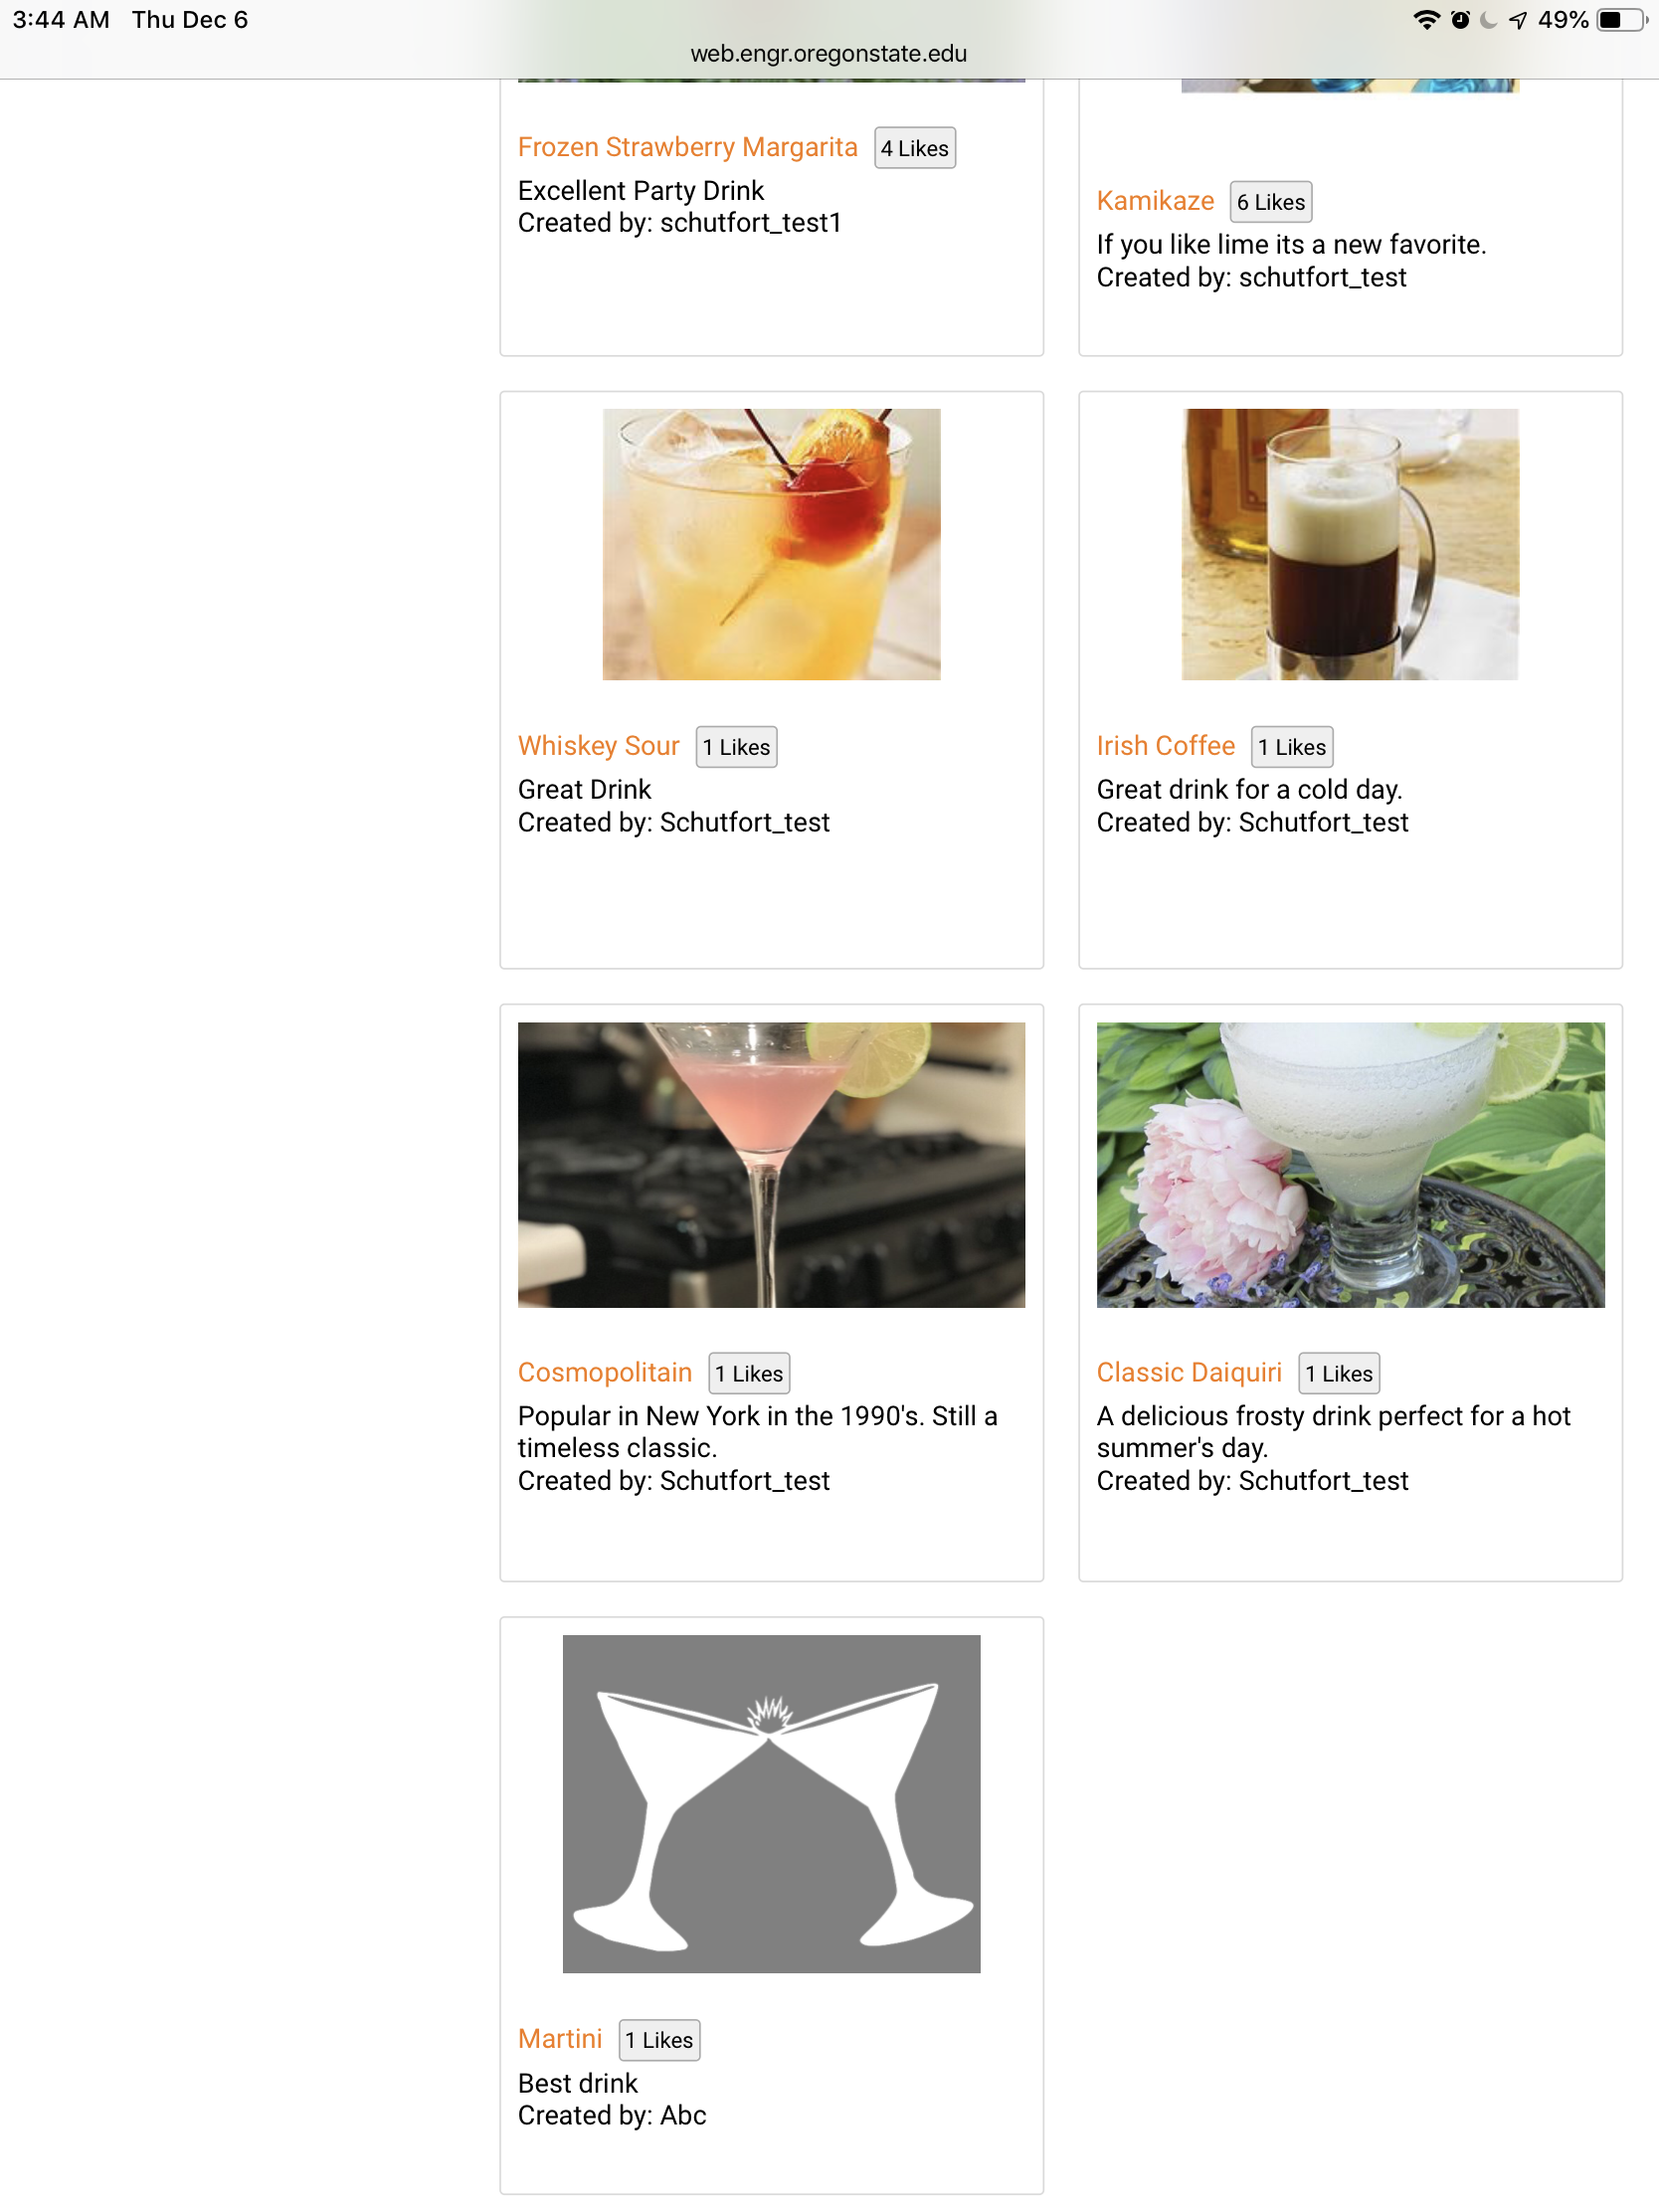 3:44 AM Thu Dec 6
49%
web.engr.oregonstate.edu
Frozen Strawberry Margarita 4 Likes
Excellent Party Drink
Created by: schutfort_test1
Kamikaze 6 Likes
If you like lime its a new favorite.
Created by: schutfort_test
Whiskey Sour 1 Likes
Great Drink
Created by: Schutfort_test
Irish Coffee 1 Likes
Great drink for a cold day.
Created by: Schutfort_test
Cosmopolitain 1 Likes
Popular in New York in the 1990's. Still a
timeless classic.
Created by: Schutfort_test
Classic Daiquiri 1 Likes
A delicious frosty drink perfect for a hot
summer's day.
Created by: Schutfort_test
Martini 1 Likes
Best drink
Created by: Abc